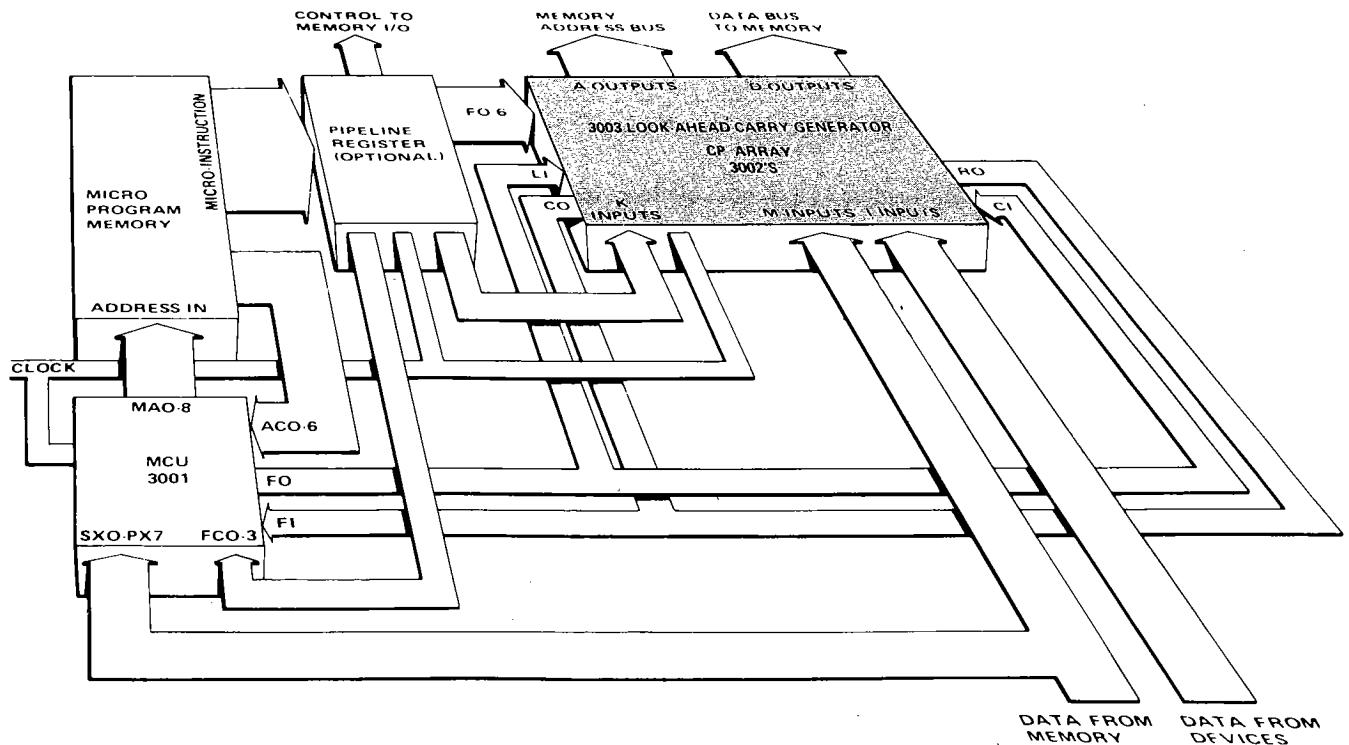 CONTROL TO
MEMORY I/O
MEMORY
ADDRESS BUS
DATA BUS
TO MEMORY
MICRO-INSTRUCTION
MICRO
PROGRAM
MEMORY
ADDRESS IN
PIPELINE
REGISTER
(OPTIONAL)
FO 6
A OUTPUTS
D OUTPUTS
3003 LOOK-AHEAD CARRY GENERATOR
CP ARRAY
3002'S
LI
CO
K
INPUTS
M INPUTS
I INPUTS
RO
CI
CLOCK
MAO-8
ACO-6
MCU
3001
FO
FI
SXO-PX7
FCO-3
DATA FROM
MEMORY
DATA FROM
DEVICES